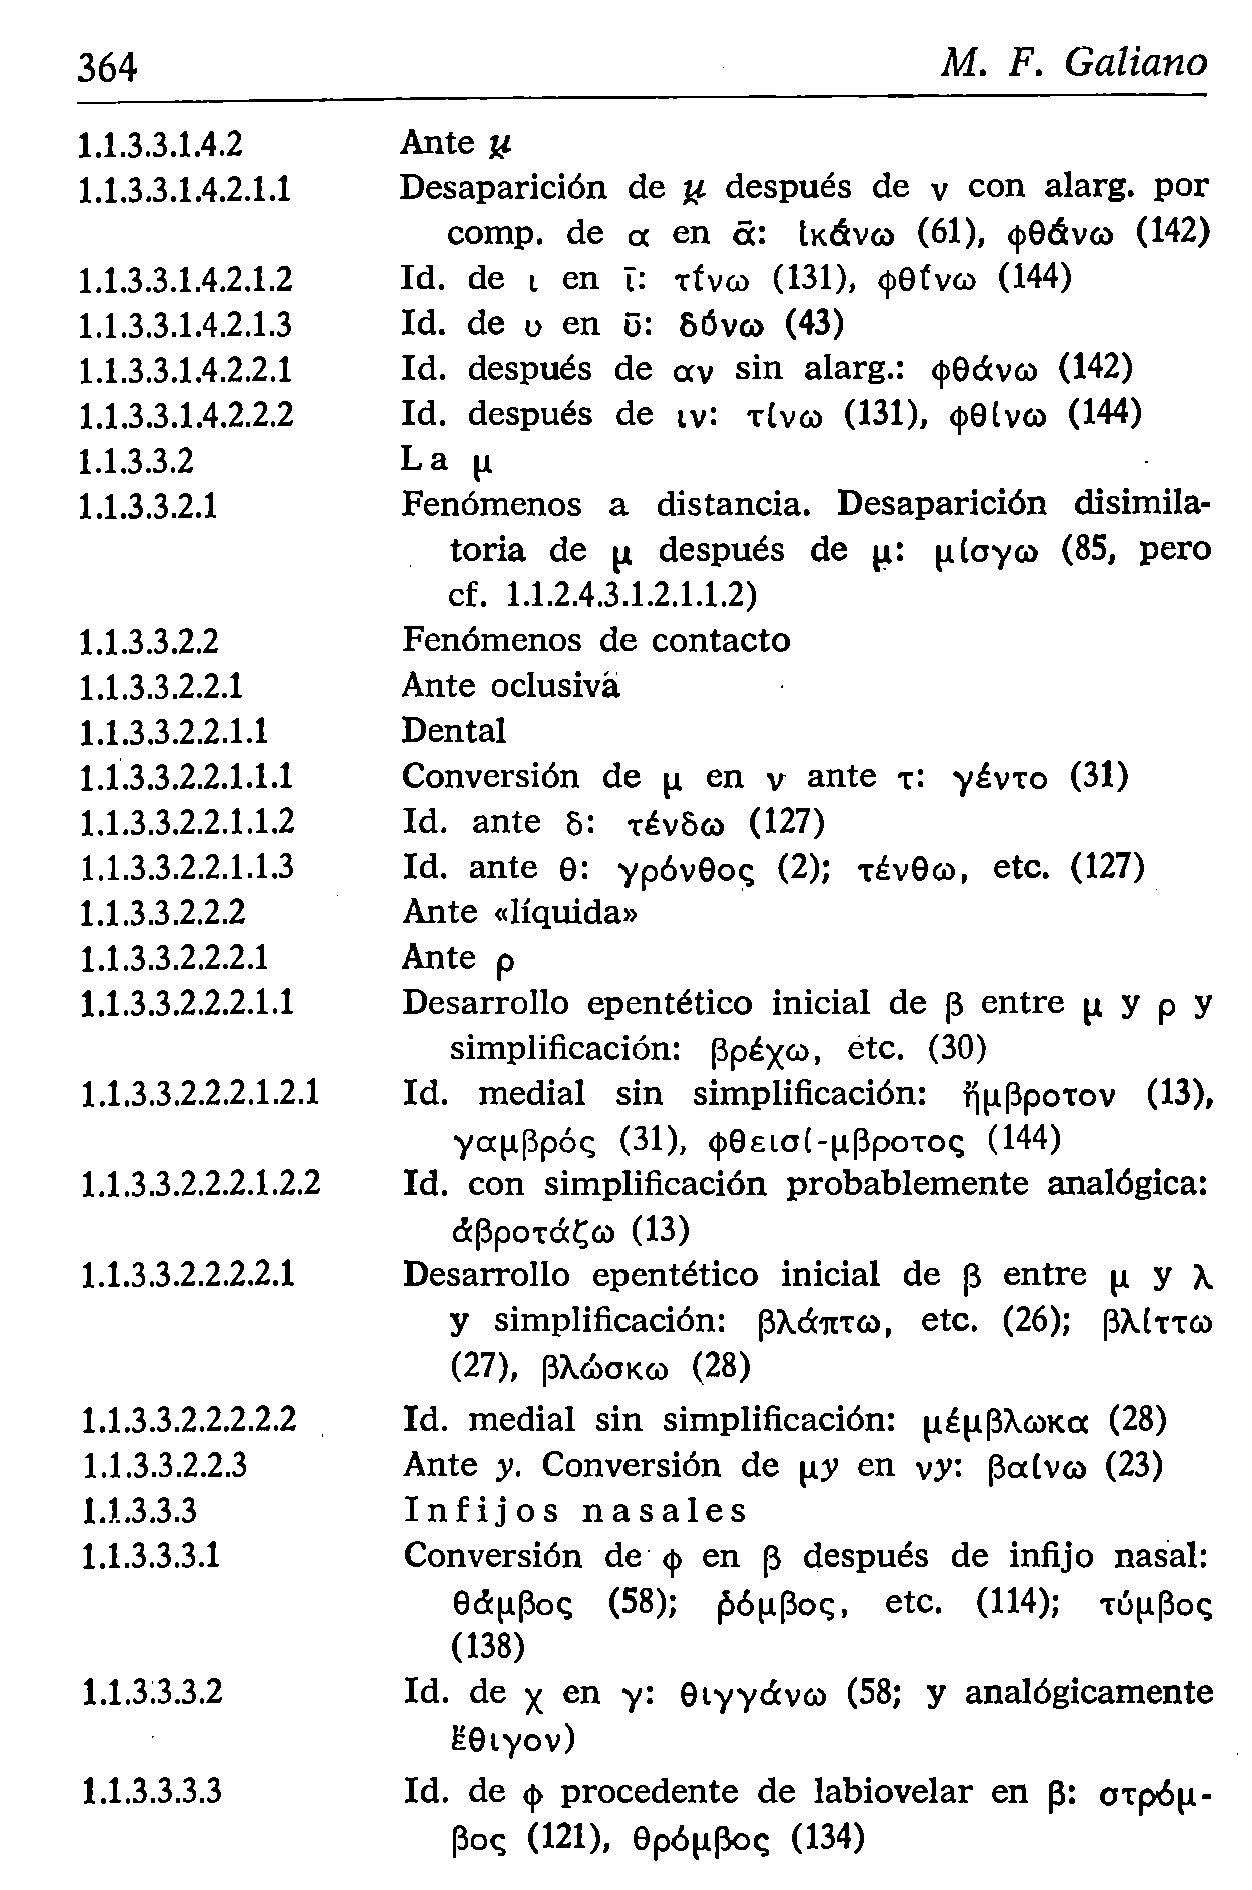 364 M. F. Galiano
1.1.3.3.1.4.2 Ante u̯
1.1.3.3.1.4.2.1.1 Desaparición de u̯ después de ν con alarg. por
comp. de α en ᾱ: ἱκάνω (61), φθάνω (142)
1.1.3.3.1.4.2.1.2 Id. de ι en ῑ: τίνω (131), φθίνω (144)
1.1.3.3.1.4.2.1.3 Id. de υ en ῡ: δύνω (43)
1.1.3.3.1.4.2.2.1 Id. después de αν sin alarg.: φθάνω (142)
1.1.3.3.1.4.2.2.2 Id. después de ιν: τίνω (131), φθίνω (144)
1.1.3.3.2 La μ
1.1.3.3.2.1 Fenómenos a distancia. Desaparición disimila-
toria de μ después de μ: μίσγω (85, pero
cf. 1.1.2.4.3.1.2.1.1.2)
1.1.3.3.2.2 Fenómenos de contacto
1.1.3.3.2.2.1 Ante oclusiva
1.1.3.3.2.2.1.1 Dental
1.1.3.3.2.2.1.1.1 Conversión de μ en ν ante τ: γέντο (31)
1.1.3.3.2.2.1.1.2 Id. ante δ: τένδω (127)
1.1.3.3.2.2.1.1.3 Id. ante θ: γρόνθος (2); τένθω, etc. (127)
1.1.3.3.2.2.2 Ante «líquida»
1.1.3.3.2.2.2.1 Ante ρ
1.1.3.3.2.2.2.1.1 Desarrollo epentético inicial de β entre μ y ρ y
simplificación: βρέχω, etc. (30)
1.1.3.3.2.2.2.1.2.1 Id. medial sin simplificación: ἤμβροτον (13),
γαμβρός (31), φθεισί-μβροτος (144)
1.1.3.3.2.2.2.1.2.2 Id. con simplificación probablemente analógica:
ἀβροτάζω (13)
1.1.3.3.2.2.2.2.1 Desarrollo epentético inicial de β entre μ y λ
y simplificación: βλάπτω, etc. (26); βλίττω
(27), βλώσκω (28)
1.1.3.3.2.2.2.2.2 Id. medial sin simplificación: μέμβλωκα (28)
1.1.3.3.2.2.3 Ante y. Conversión de μy en νy: βαίνω (23)
1.1.3.3.3 Infijos nasales
1.1.3.3.3.1 Conversión de φ en β después de infijo nasal:
θάμβος (58); ῥόμβος, etc. (114); τύμβος
(138)
1.1.3.3.3.2 Id. de χ en γ: θιγγάνω (58; y analógicamente
ἔθιγον)
1.1.3.3.3.3 Id. de φ procedente de labiovelar en β: στρόμ-
βος (121), θρόμβος (134)